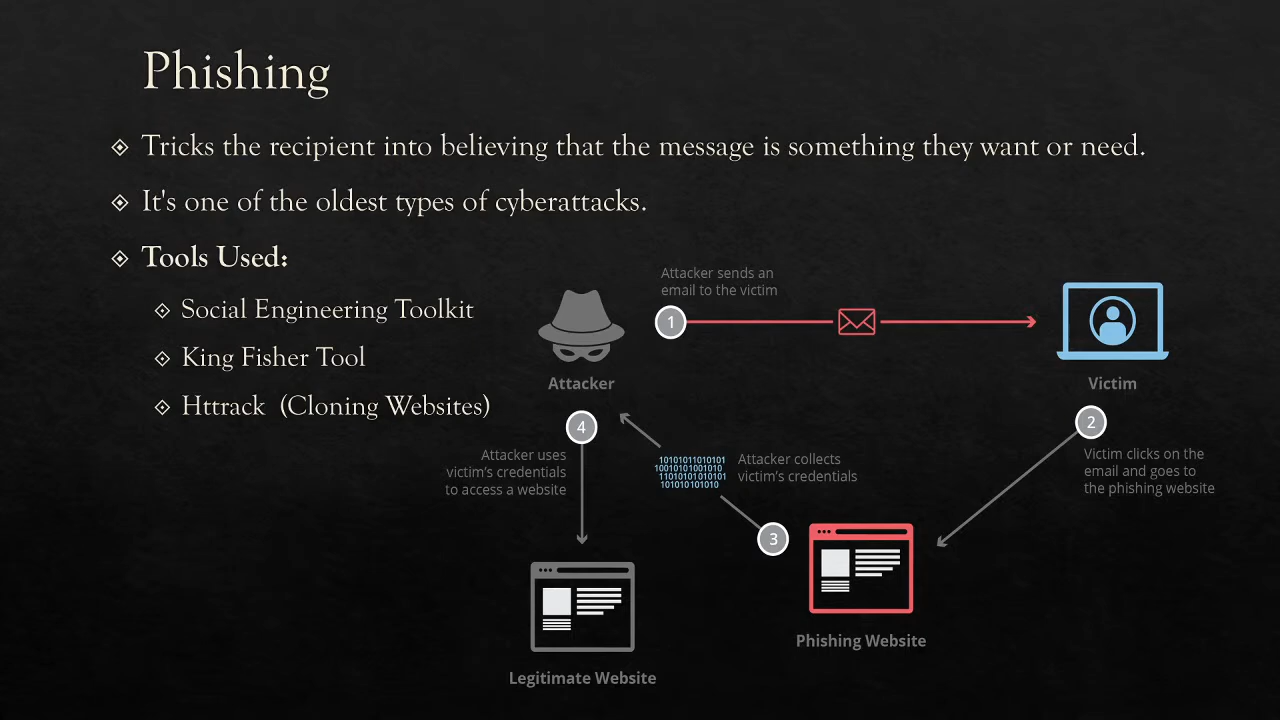 Phishing
Tricks the recipient into believing that the message is something they want or need.
It's one of the oldest types of cyberattacks.
Tools Used:
Social Engineering Toolkit
King Fisher Tool
Httrack (Cloning Websites)
Attacker sends an
email to the victim
1
Attacker
Victim
2
Victim clicks on the
email and goes to
the phishing website
4
Attacker uses
victim's credentials
to access a website
10101011010101
10010101001010
11010101010101
101010101010
Attacker collects
victim's credentials
3
Phishing Website
Legitimate Website